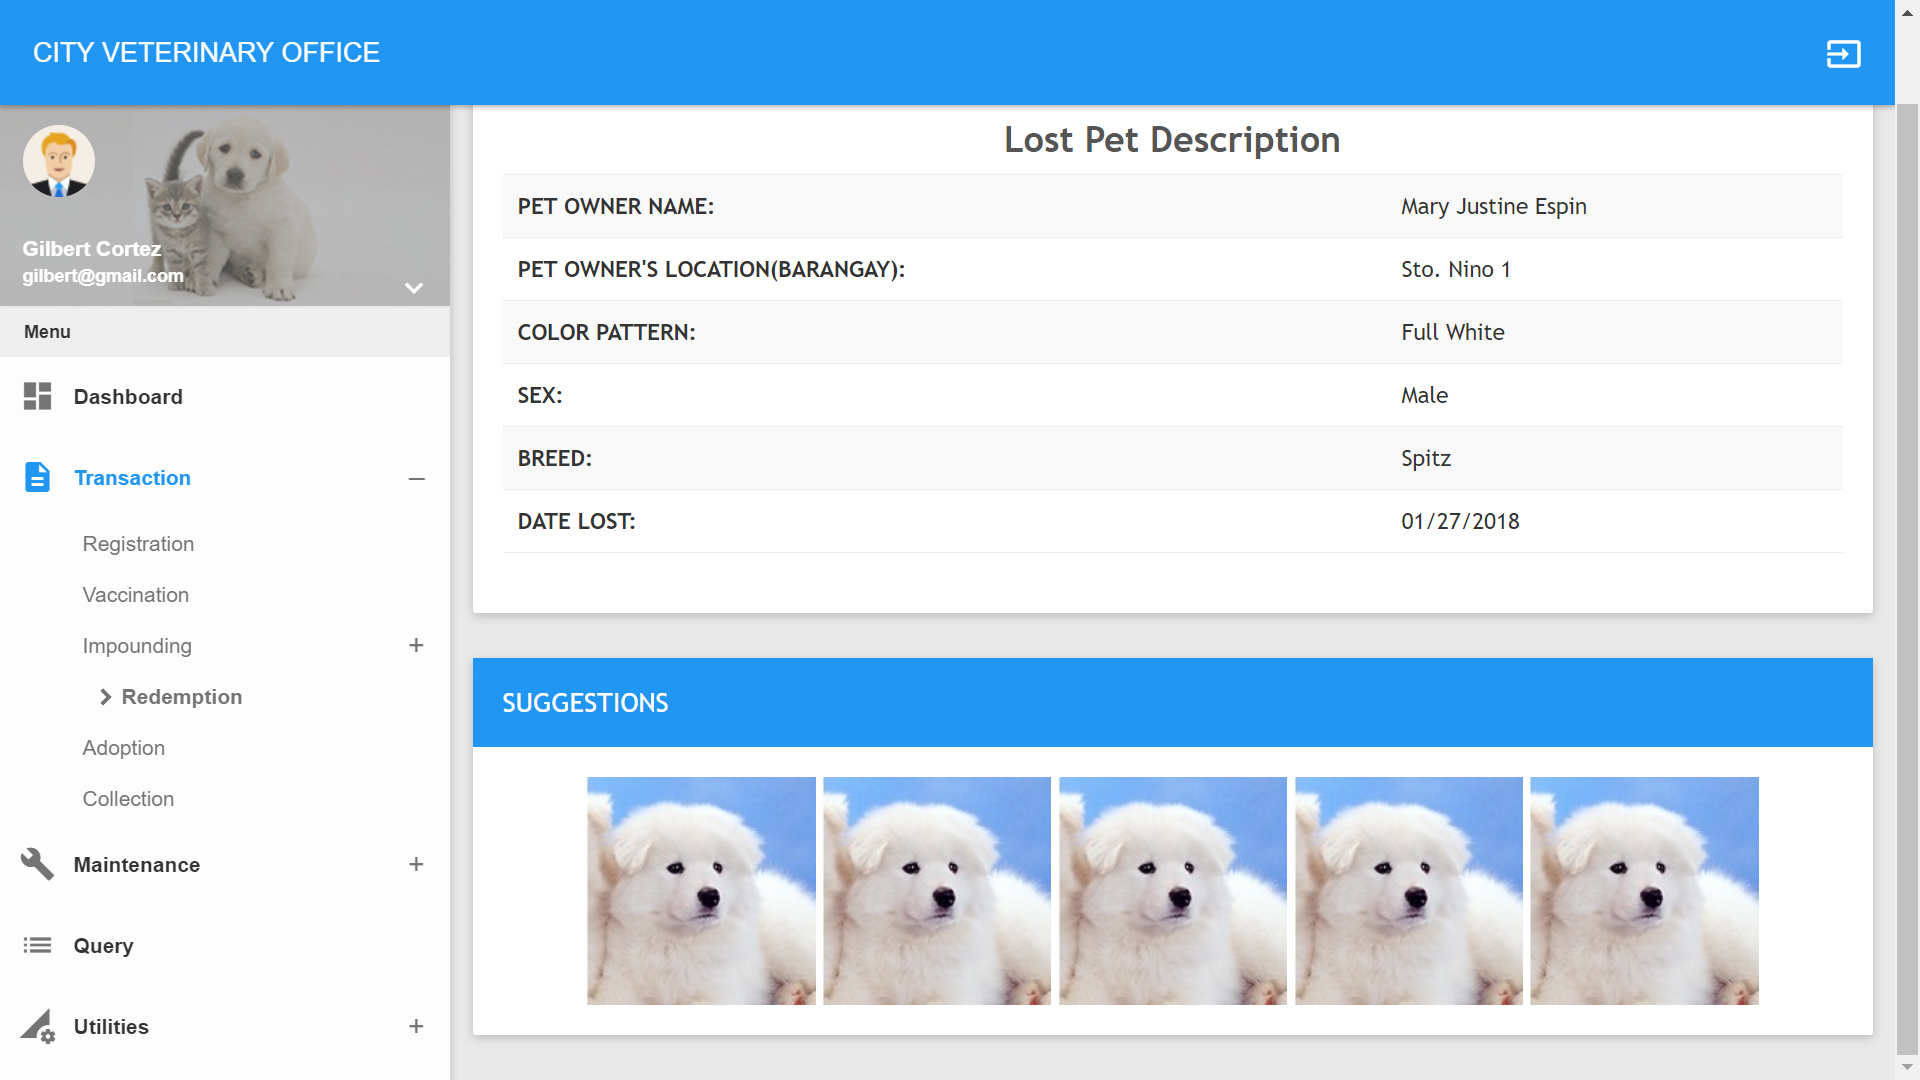 CITY VETERINARY OFFICE
Gilbert Cortez
gilbert@gmail.com
Menu
Dashboard
Transaction
Registration
Vaccination
Impounding
Redemption
Adoption
Collection
Maintenance
Query
Utilities
Lost Pet Description
PET OWNER NAME: Mary Justine Espin
PET OWNER'S LOCATION(BARANGAY): Sto. Nino 1
COLOR PATTERN: Full White
SEX: Male
BREED: Spitz
DATE LOST: 01/27/2018
SUGGESTIONS